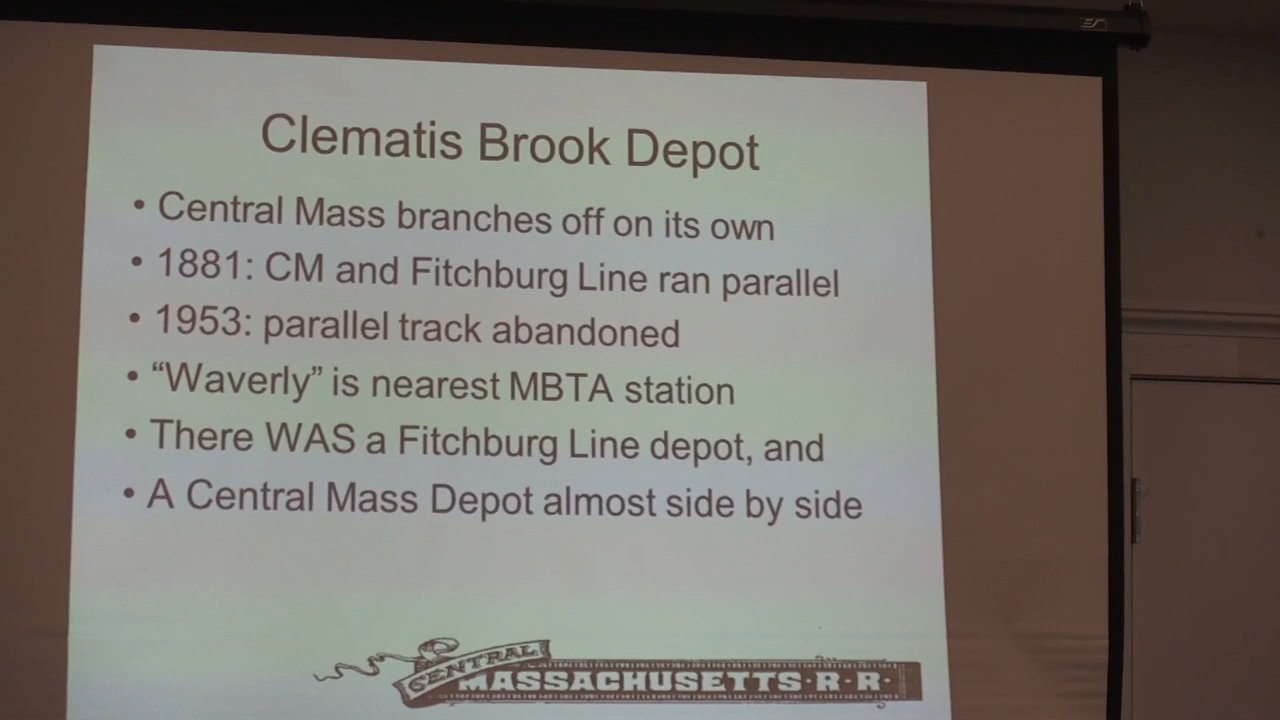 Clematis Brook Depot
• Central Mass branches off on its own
• 1881: CM and Fitchburg Line ran parallel
• 1953: parallel track abandoned
• “Waverly” is nearest MBTA station
• There WAS a Fitchburg Line depot, and
• A Central Mass Depot almost side by side
CENTRAL
MASSACHUSETTS·R·R·